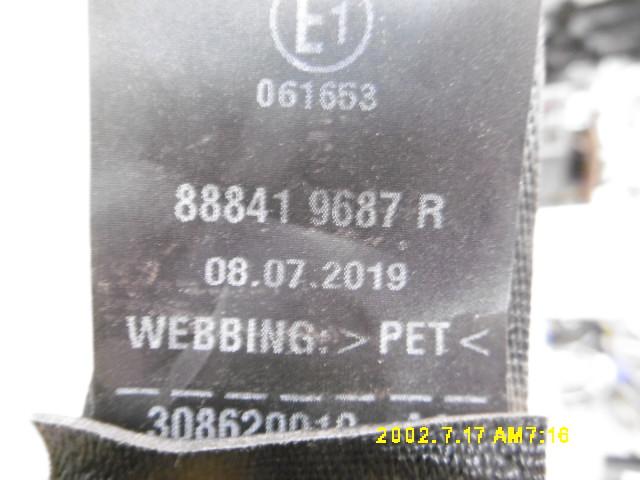 E1
061653
88841 9687 R
08.07.2019
WEBBING: >PET<
2002.7.17 AM7:16